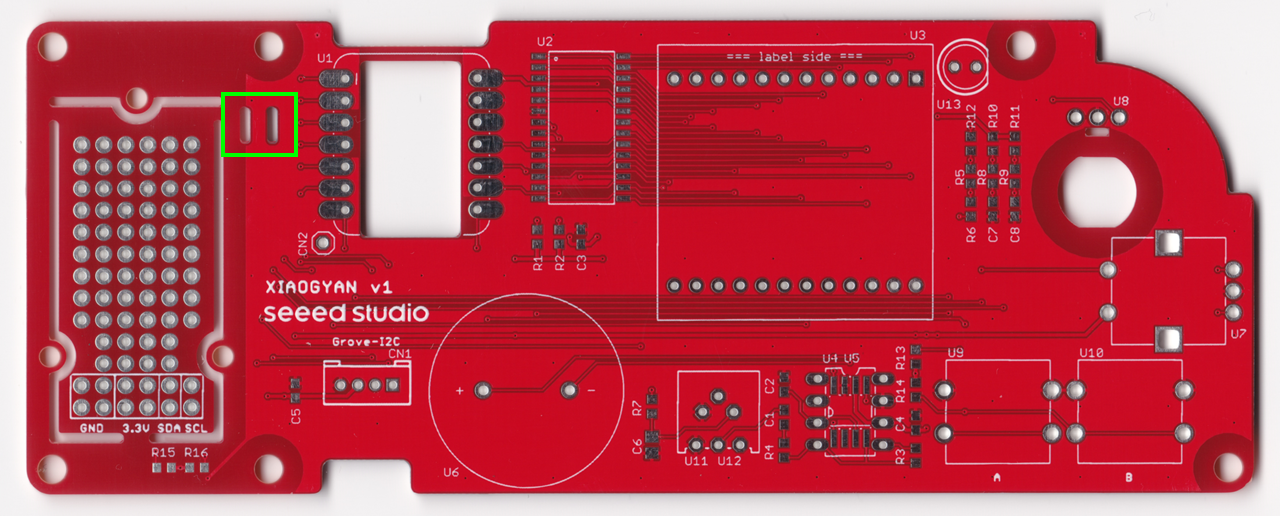 U1
U2
U3
=== label side ===
U13
U8
R12
R10
R11
R5
R8
R9
R6
C7
C8
CN2
R1
R2
C3
XIAOGYAN v1
seeed studio
Grove-I2C
CN1
U7
U4 U5
R13
U9
U10
C2
R14
+
-
C5
R7
C1
C4
GND 3.3V SDA SCL
R15 R16
C6
R4
R3
U11 U12
U6
A
B